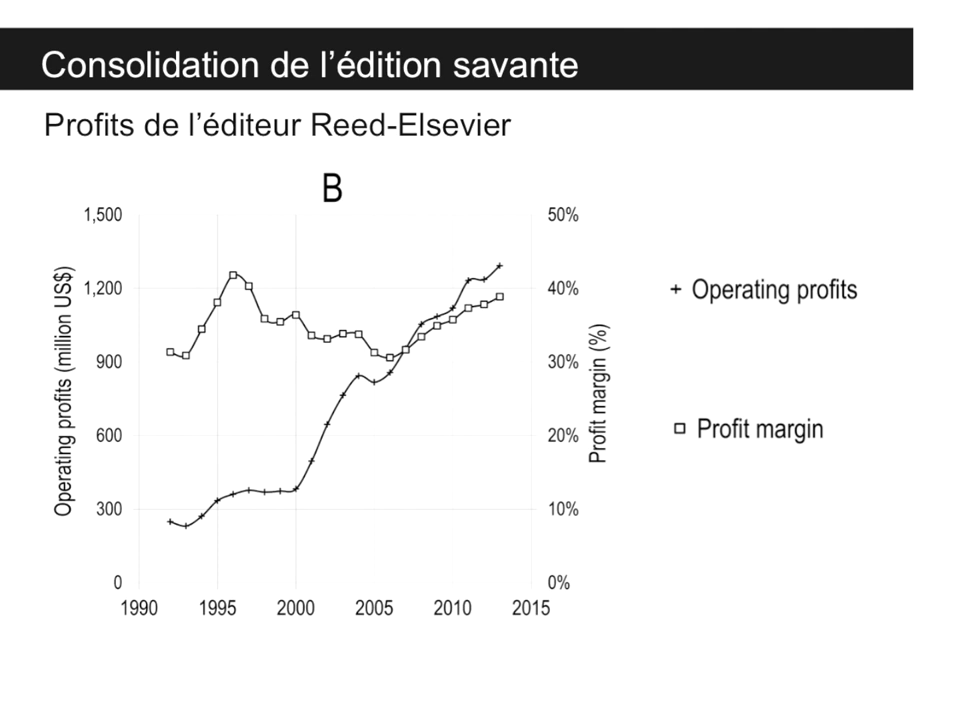 Consolidation de l’édition savante
Profits de l’éditeur Reed-Elsevier
B
1,500
1,200
900
600
300
0
Operating profits (million US$)
50%
40%
30%
20%
10%
0%
Profit margin (%)
1990 1995 2000 2005 2010 2015
Operating profits
Profit margin